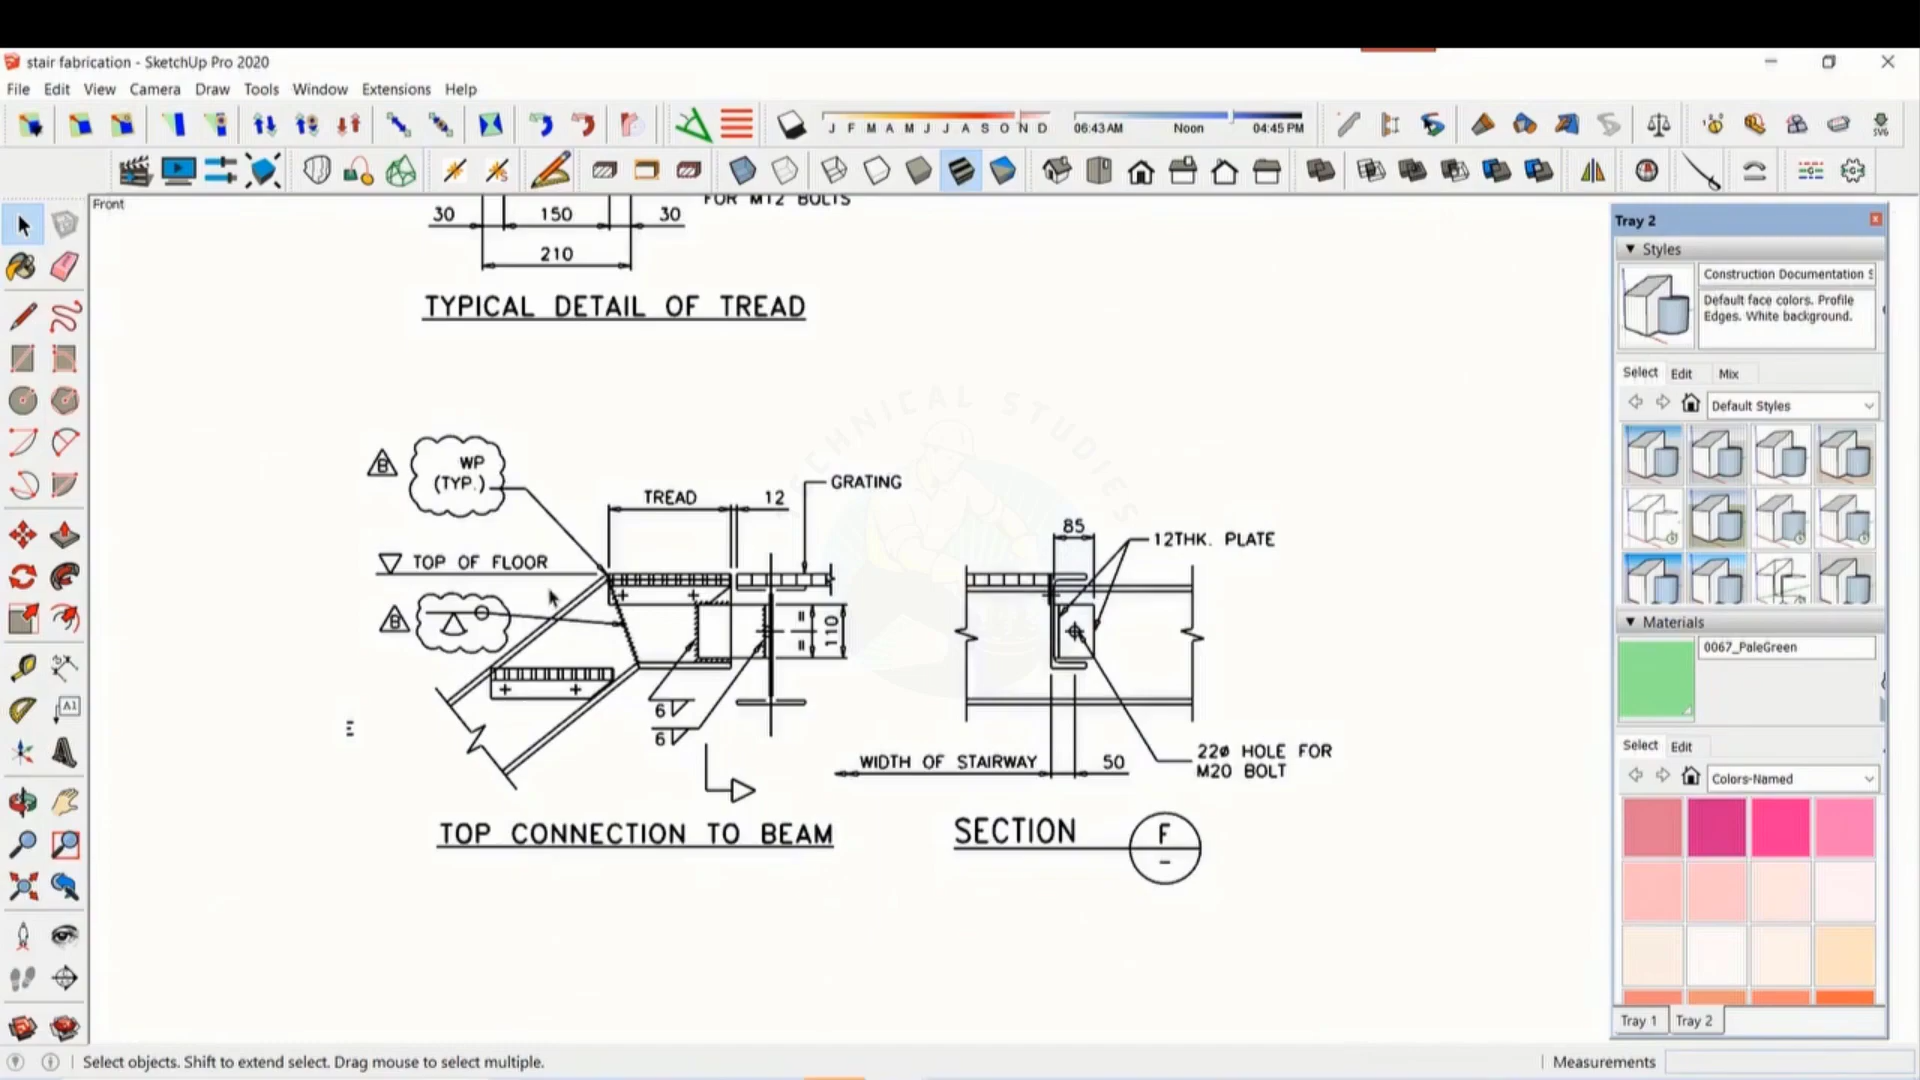 stair fabrication - SketchUp Pro 2020
File Edit View Camera Draw Tools Window Extensions Help
J F M A M J J A S O N D
06:43 AM Noon 04:45 PM
Front
FOR M12 BOLTS
30 150 30
210
TYPICAL DETAIL OF TREAD
TECHNICAL STUDIES
B
WP
(TYP.)
TREAD 12
GRATING
TOP OF FLOOR
B
110
6
6
TOP CONNECTION TO BEAM
85
12THK. PLATE
WIDTH OF STAIRWAY
50
22ø HOLE FOR
M20 BOLT
SECTION
F
-
Tray 2
Styles
Construction Documentation S
Default face colors. Profile
Edges. White background.
Select Edit Mix
Default Styles
Materials
0067_PaleGreen
Select Edit
Colors-Named
Tray 1 Tray 2
Select objects. Shift to extend select. Drag mouse to select multiple.
Measurements